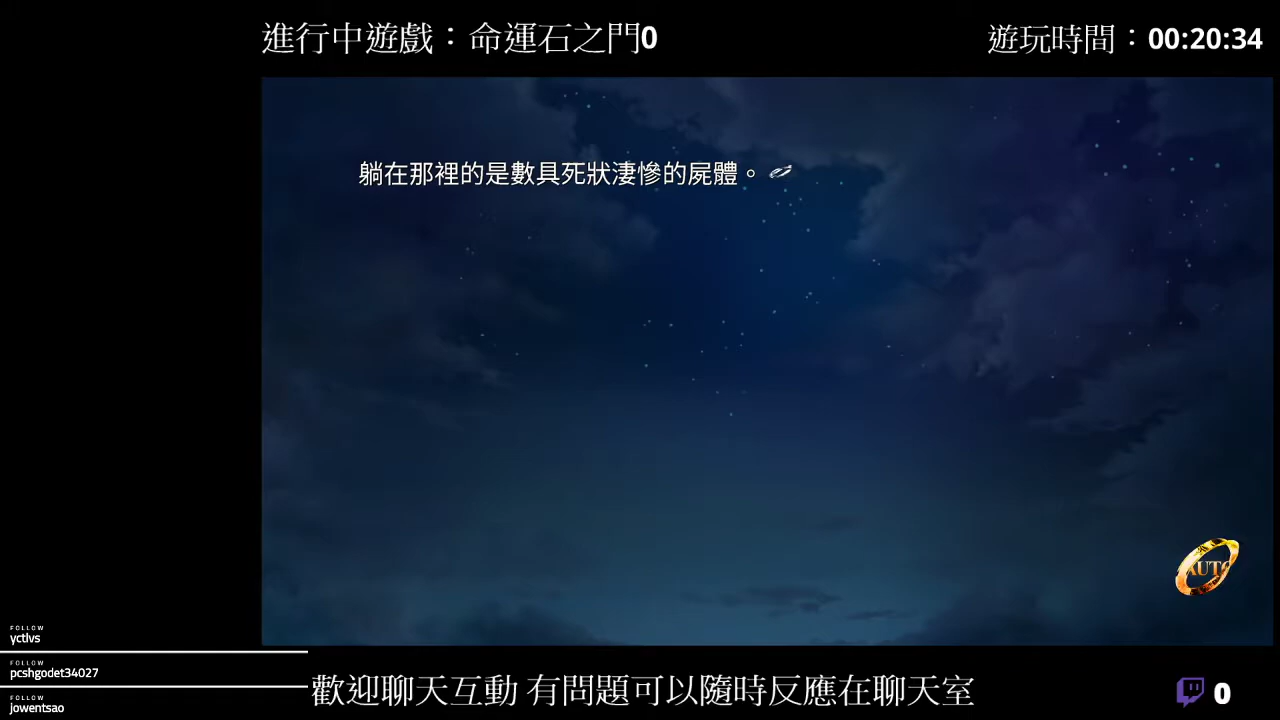 進行中遊戲：命運石之門0
遊玩時間：00:20:34
躺在那裡的是數具死狀淒慘的屍體。
AUTO
FOLLOW
yctlvs
FOLLOW
pcshgodet34027
FOLLOW
jowentsao
歡迎聊天互動 有問題可以隨時反應在聊天室
0